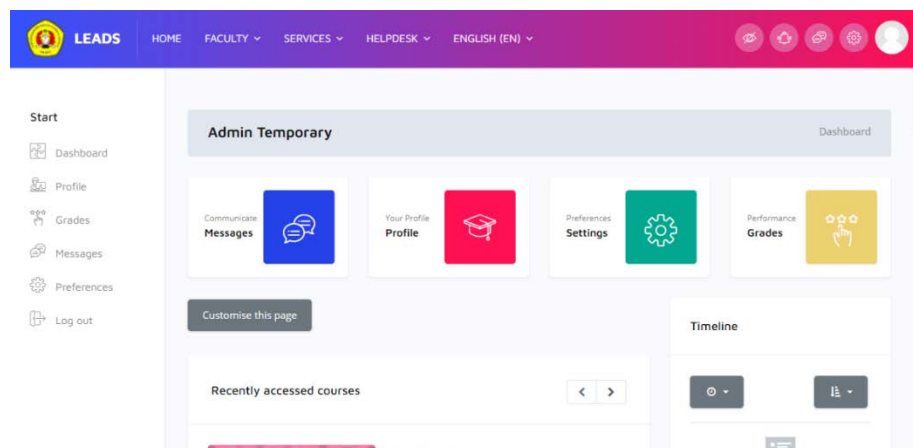 LEADS HOME FACULTY SERVICES HELPDESK ENGLISH (EN)
Start
Dashboard
Profile
Grades
Messages
Preferences
Log out
Admin Temporary Dashboard
Communicate
Messages
Your Profile
Profile
Preferences
Settings
Performance
Grades
Customise this page
Timeline
Recently accessed courses